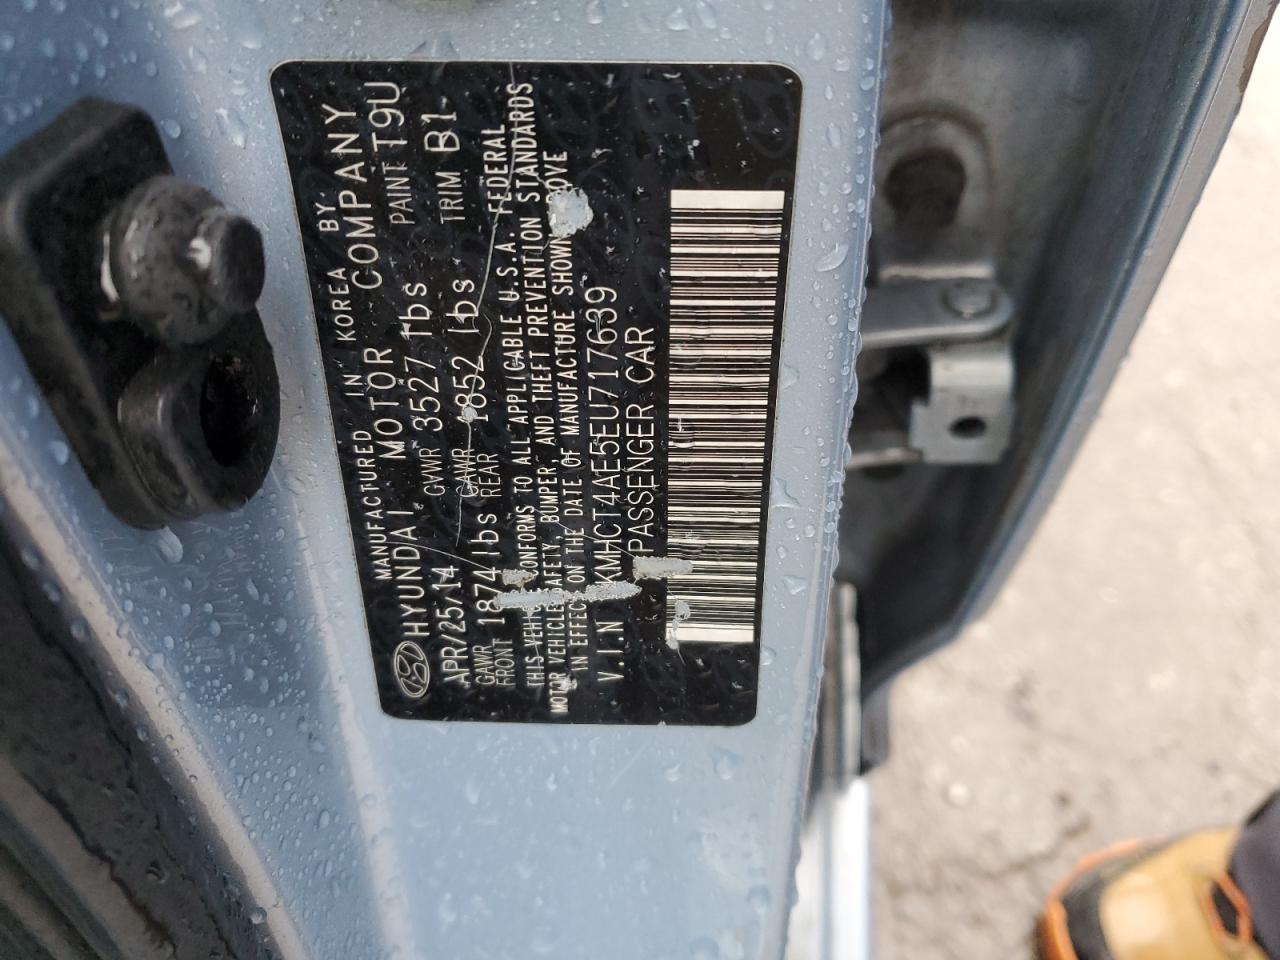 MANUFACTURED IN KOREA BY
HYUNDAI MOTOR COMPANY
APR/25/14 GVWR 3527 lbs PAINT T9U
GAWR FRONT 1874 lbs GAWR REAR 1852 lbs TRIM B1
THIS VEHICLE CONFORMS TO ALL APPLICABLE U.S.A. FEDERAL
MOTOR VEHICLE SAFETY, BUMPER, AND THEFT PREVENTION STANDARDS
IN EFFECT ON THE DATE OF MANUFACTURE SHOWN ABOVE
V.I.N KMHCT4AE5EU717639
PASSENGER CAR